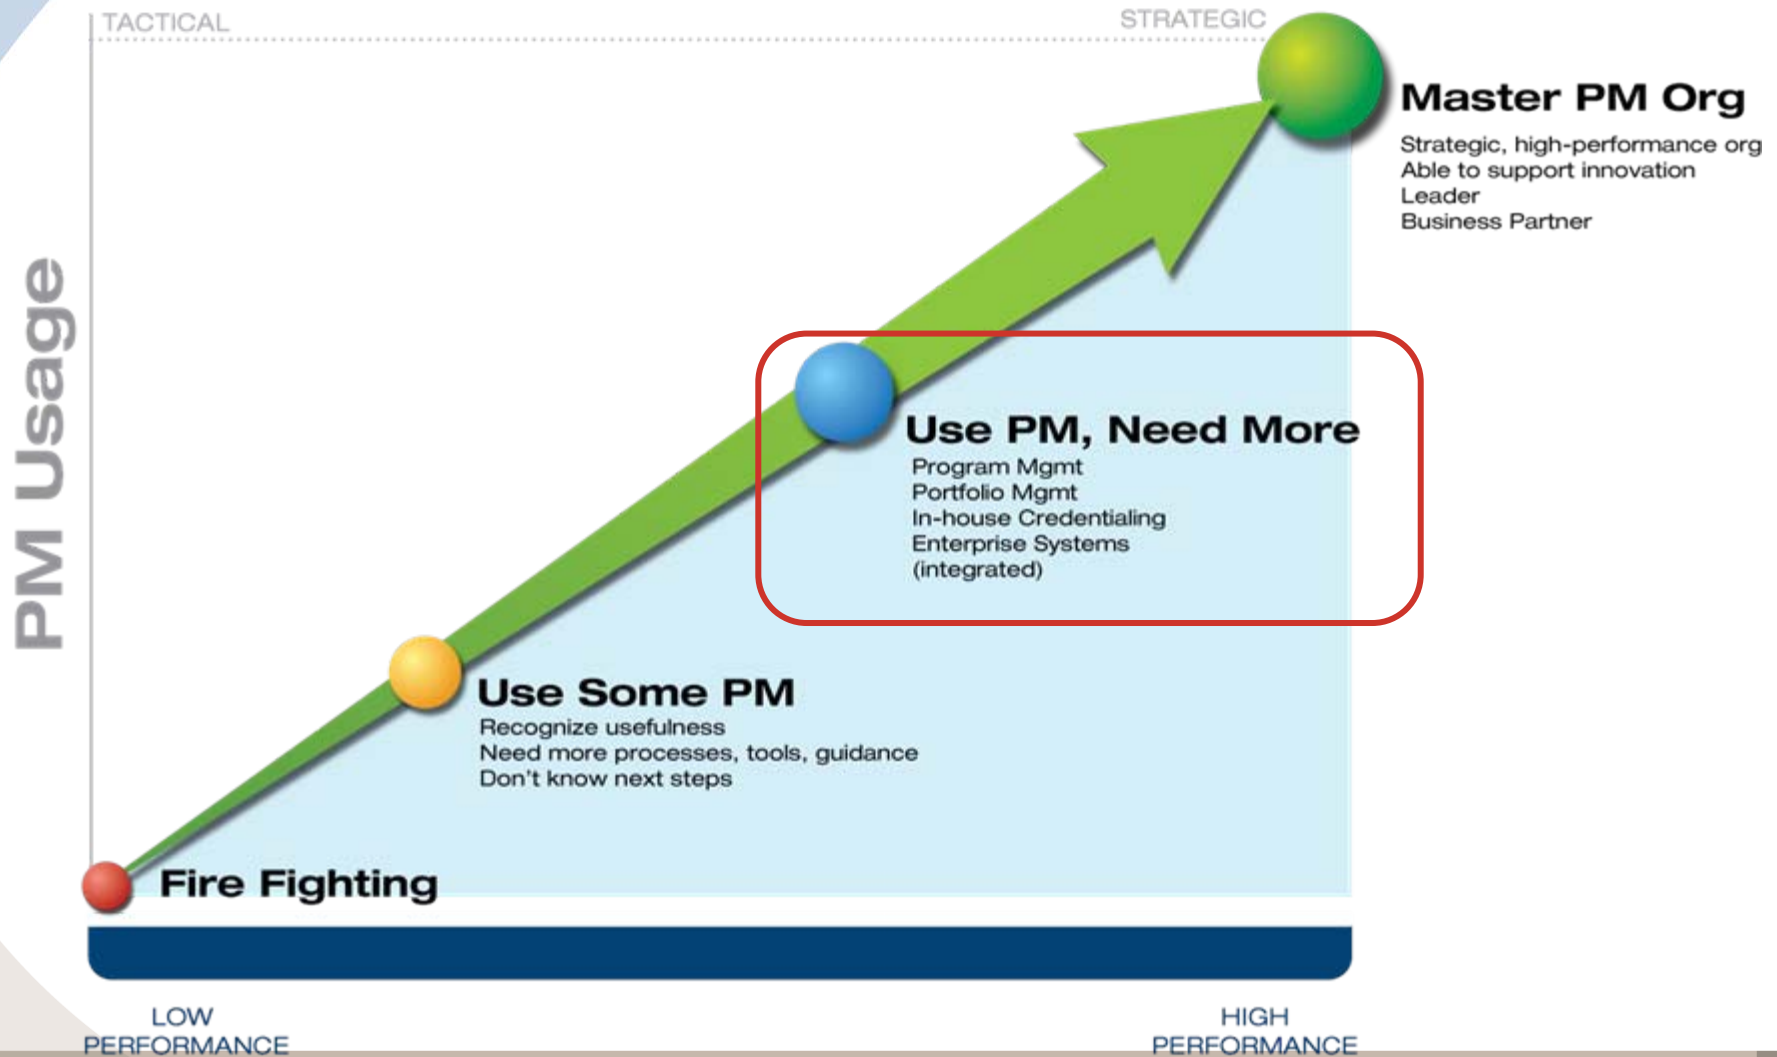 TACTICAL
STRATEGIC
Master PM Org
Strategic, high-performance org
Able to support innovation
Leader
Business Partner
PM Usage
Use PM, Need More
Program Mgmt
Portfolio Mgmt
In-house Credentialing
Enterprise Systems
(integrated)
Use Some PM
Recognize usefulness
Need more processes, tools, guidance
Don't know next steps
Fire Fighting
LOW
PERFORMANCE
HIGH
PERFORMANCE